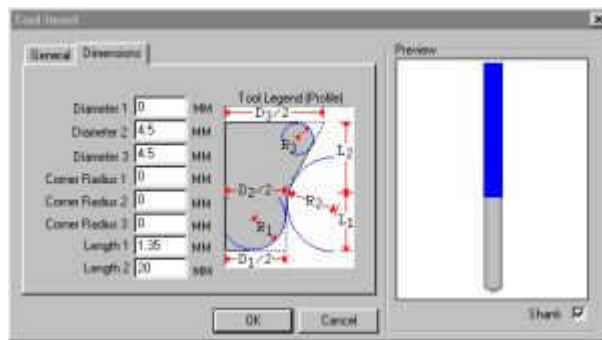 Tool Insert
General Dimensions
Preview
Diameter 1 0 MM
Diameter 2 4.5 MM
Diameter 3 4.5 MM
Corner Radius 1 0 MM
Corner Radius 2 0 MM
Corner Radius 3 0 MM
Length 1 1.35 MM
Length 2 20 MM
Tool Legend (Profile)
D3/2
R3
L2
D2/2
R2
L1
R1
D1/2
Shank
OK Cancel